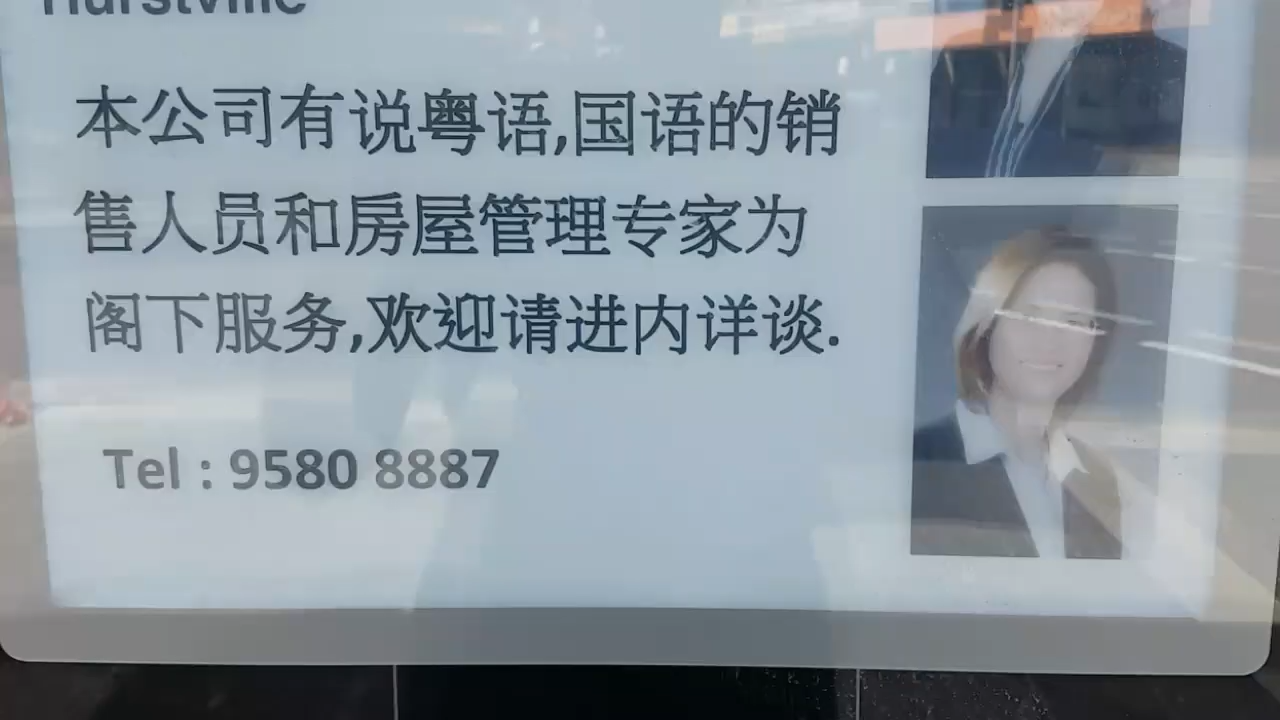 Hurstville
本公司有说粤语,国语的销
售人员和房屋管理专家为
阁下服务,欢迎请进内详谈.
Tel : 9580 8887